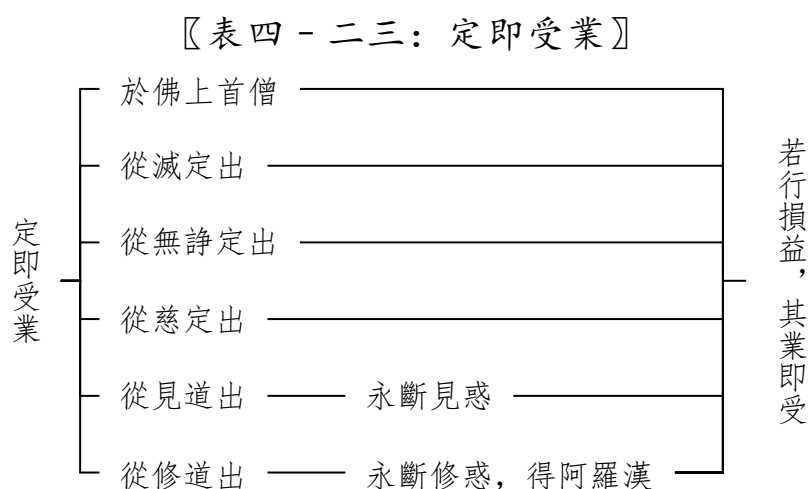 〖表四－二三：定即受業〗
定即受業
於佛上首僧
從滅定出
從無諍定出
從慈定出
從見道出 永斷見惑
從修道出 永斷修惑，得阿羅漢
若行損益，其業即受